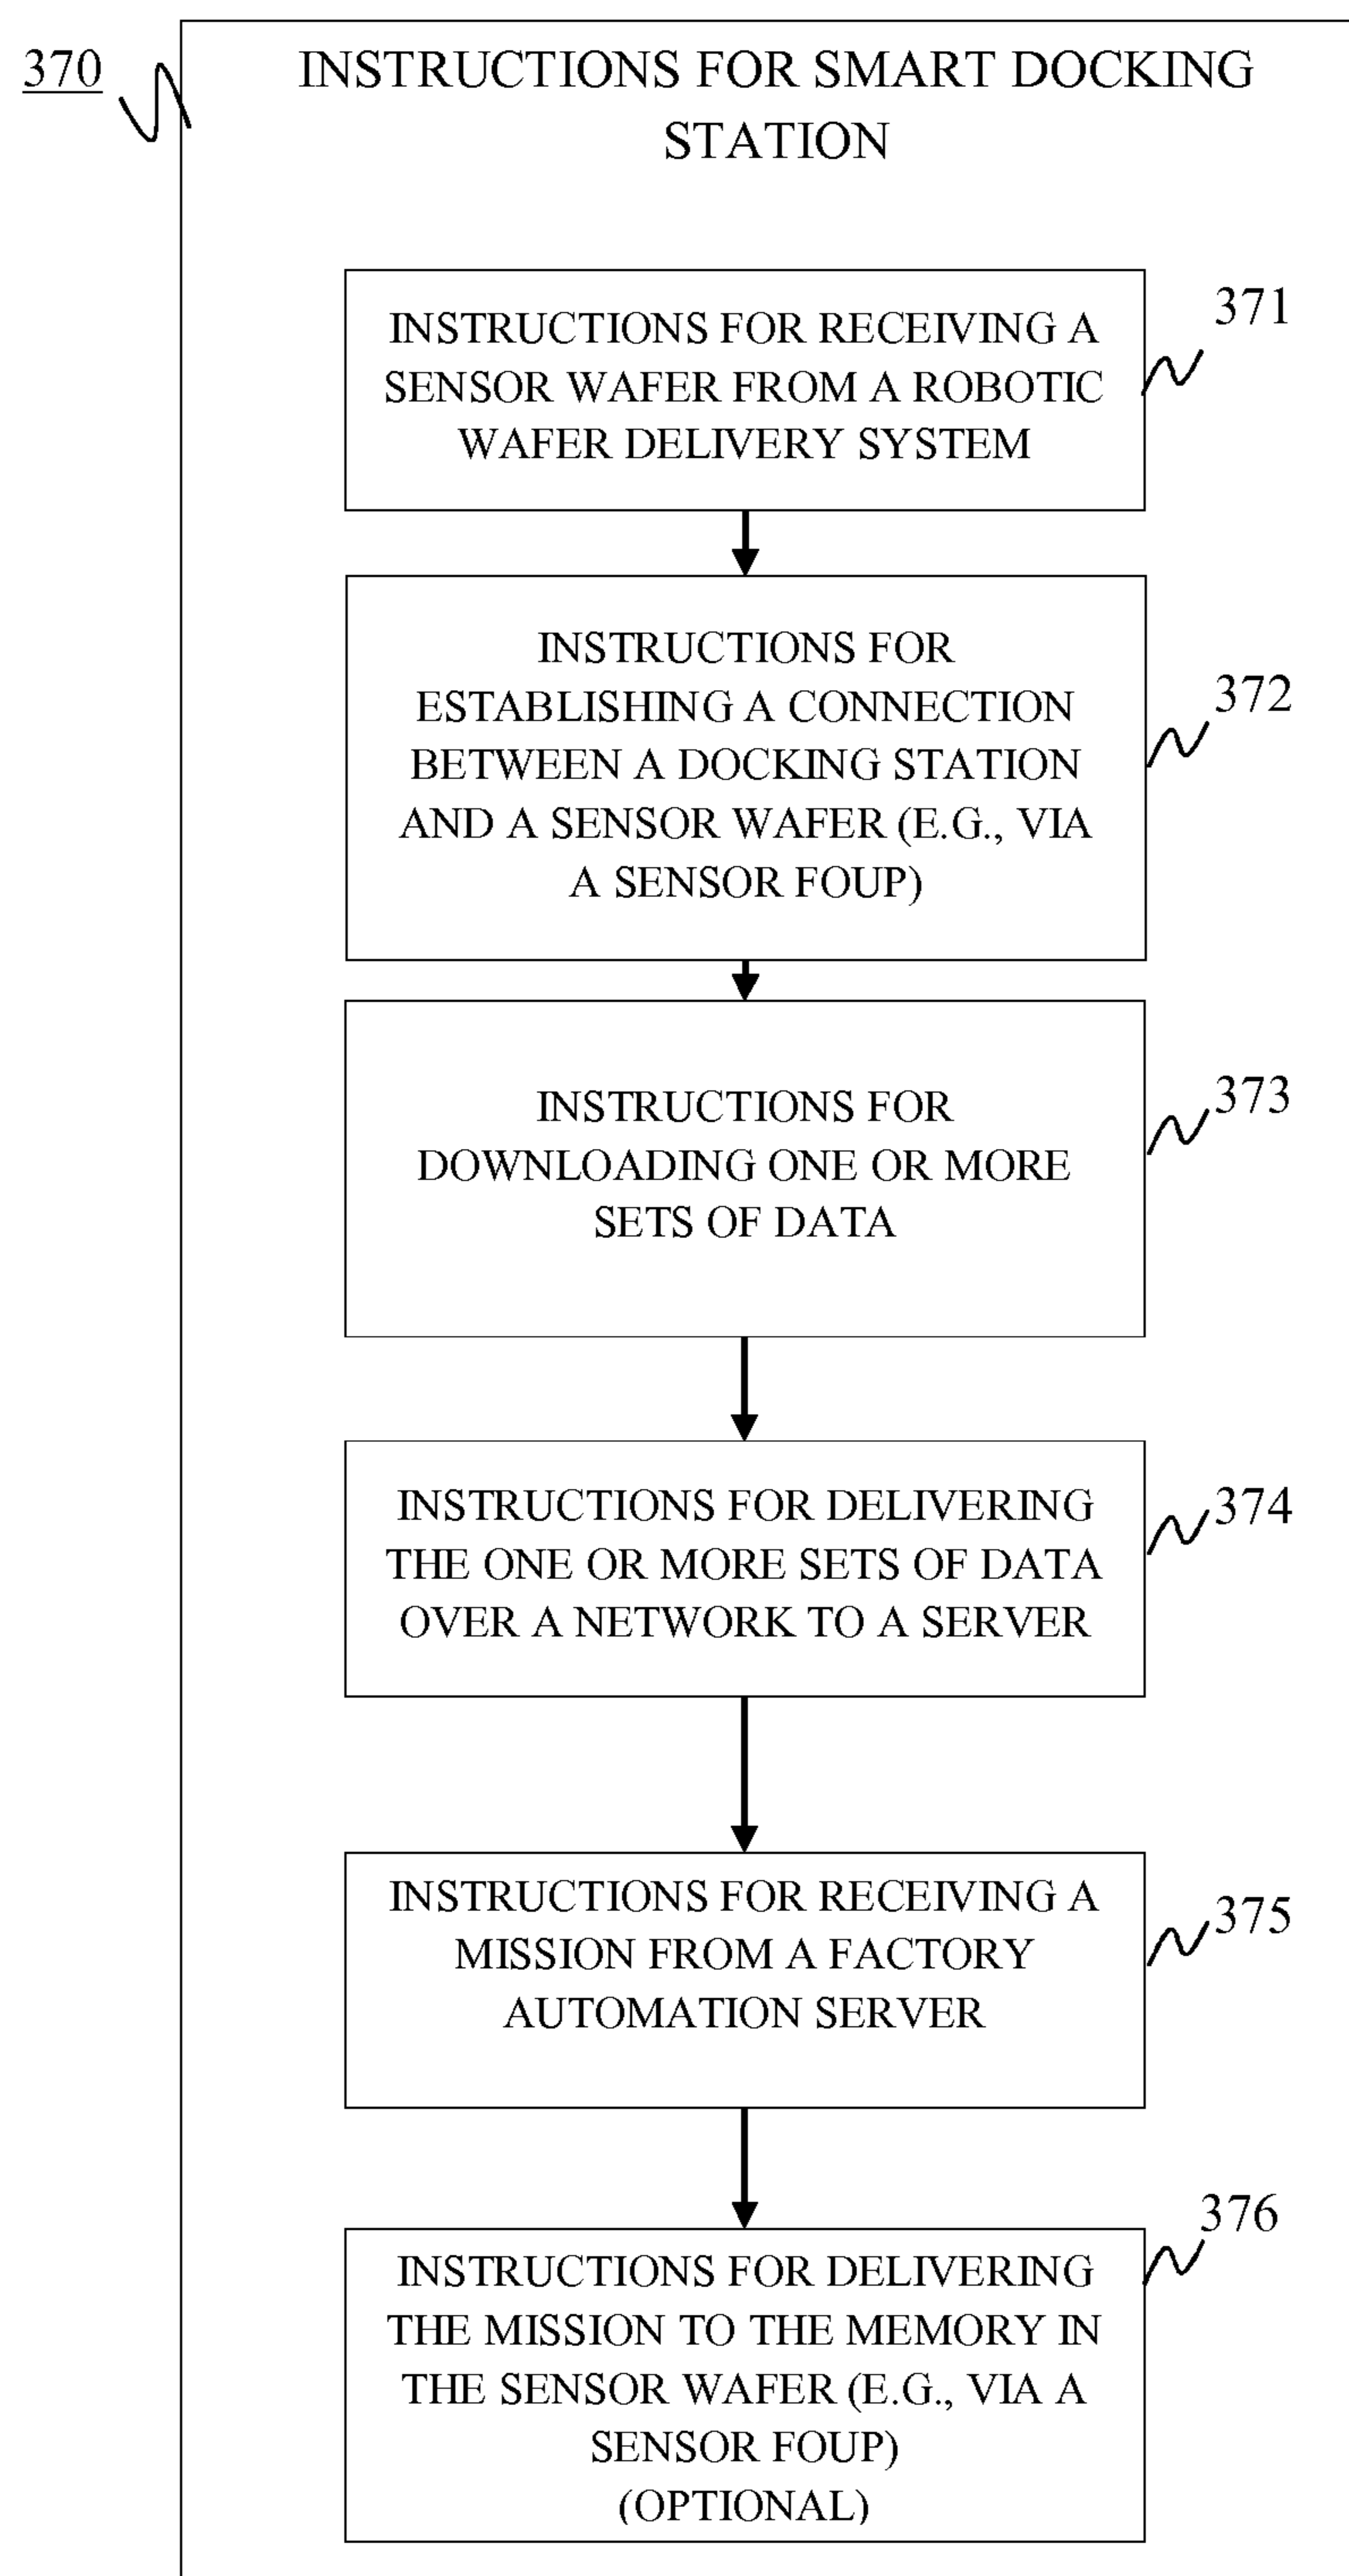 370
INSTRUCTIONS FOR SMART DOCKING
STATION
INSTRUCTIONS FOR RECEIVING A
SENSOR WAFER FROM A ROBOTIC
WAFER DELIVERY SYSTEM
371
INSTRUCTIONS FOR
ESTABLISHING A CONNECTION
BETWEEN A DOCKING STATION
AND A SENSOR WAFER (E.G., VIA
A SENSOR FOUP)
372
INSTRUCTIONS FOR
DOWNLOADING ONE OR MORE
SETS OF DATA
373
INSTRUCTIONS FOR DELIVERING
THE ONE OR MORE SETS OF DATA
OVER A NETWORK TO A SERVER
374
INSTRUCTIONS FOR RECEIVING A
MISSION FROM A FACTORY
AUTOMATION SERVER
375
INSTRUCTIONS FOR DELIVERING
THE MISSION TO THE MEMORY IN
THE SENSOR WAFER (E.G., VIA A
SENSOR FOUP)
(OPTIONAL)
376